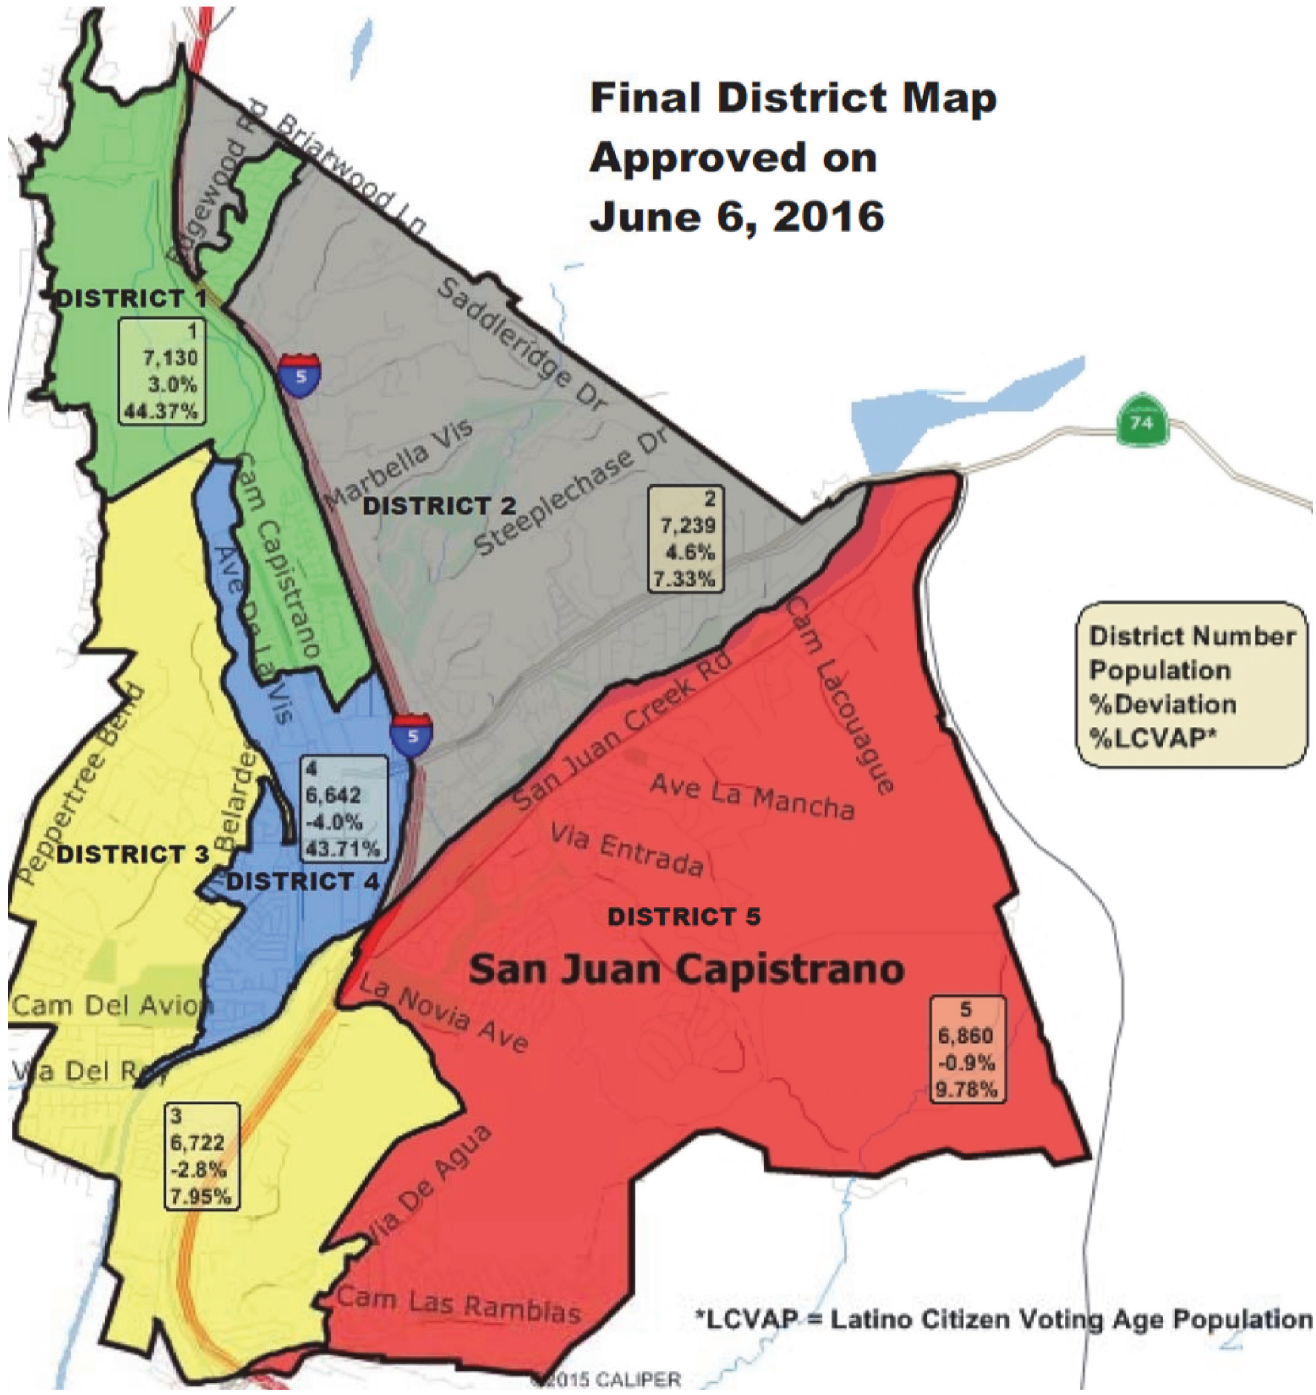 Final District Map
Approved on
June 6, 2016
Edgewood Rd
Briarwood Ln
Saddleridge Dr
DISTRICT 1
1
7,130
3.0%
44.37%
5
74
Marbella Vis
Steeplechase Dr
DISTRICT 2
2
7,239
4.6%
7.33%
Cam Capistrano
Ave De La Vis
Cam Lacouague
San Juan Creek Rd
District Number
Population
%Deviation
%LCVAP*
5
Peppertree Bend
Belardes
4
6,642
-4.0%
43.71%
Ave La Mancha
Via Entrada
DISTRICT 3
DISTRICT 4
DISTRICT 5
San Juan Capistrano
La Novia Ave
Cam Del Avion
5
6,860
-0.9%
9.78%
Via Del Rey
3
6,722
-2.8%
7.95%
Via De Agua
Cam Las Ramblas
*LCVAP = Latino Citizen Voting Age Population
©2015 CALIPER